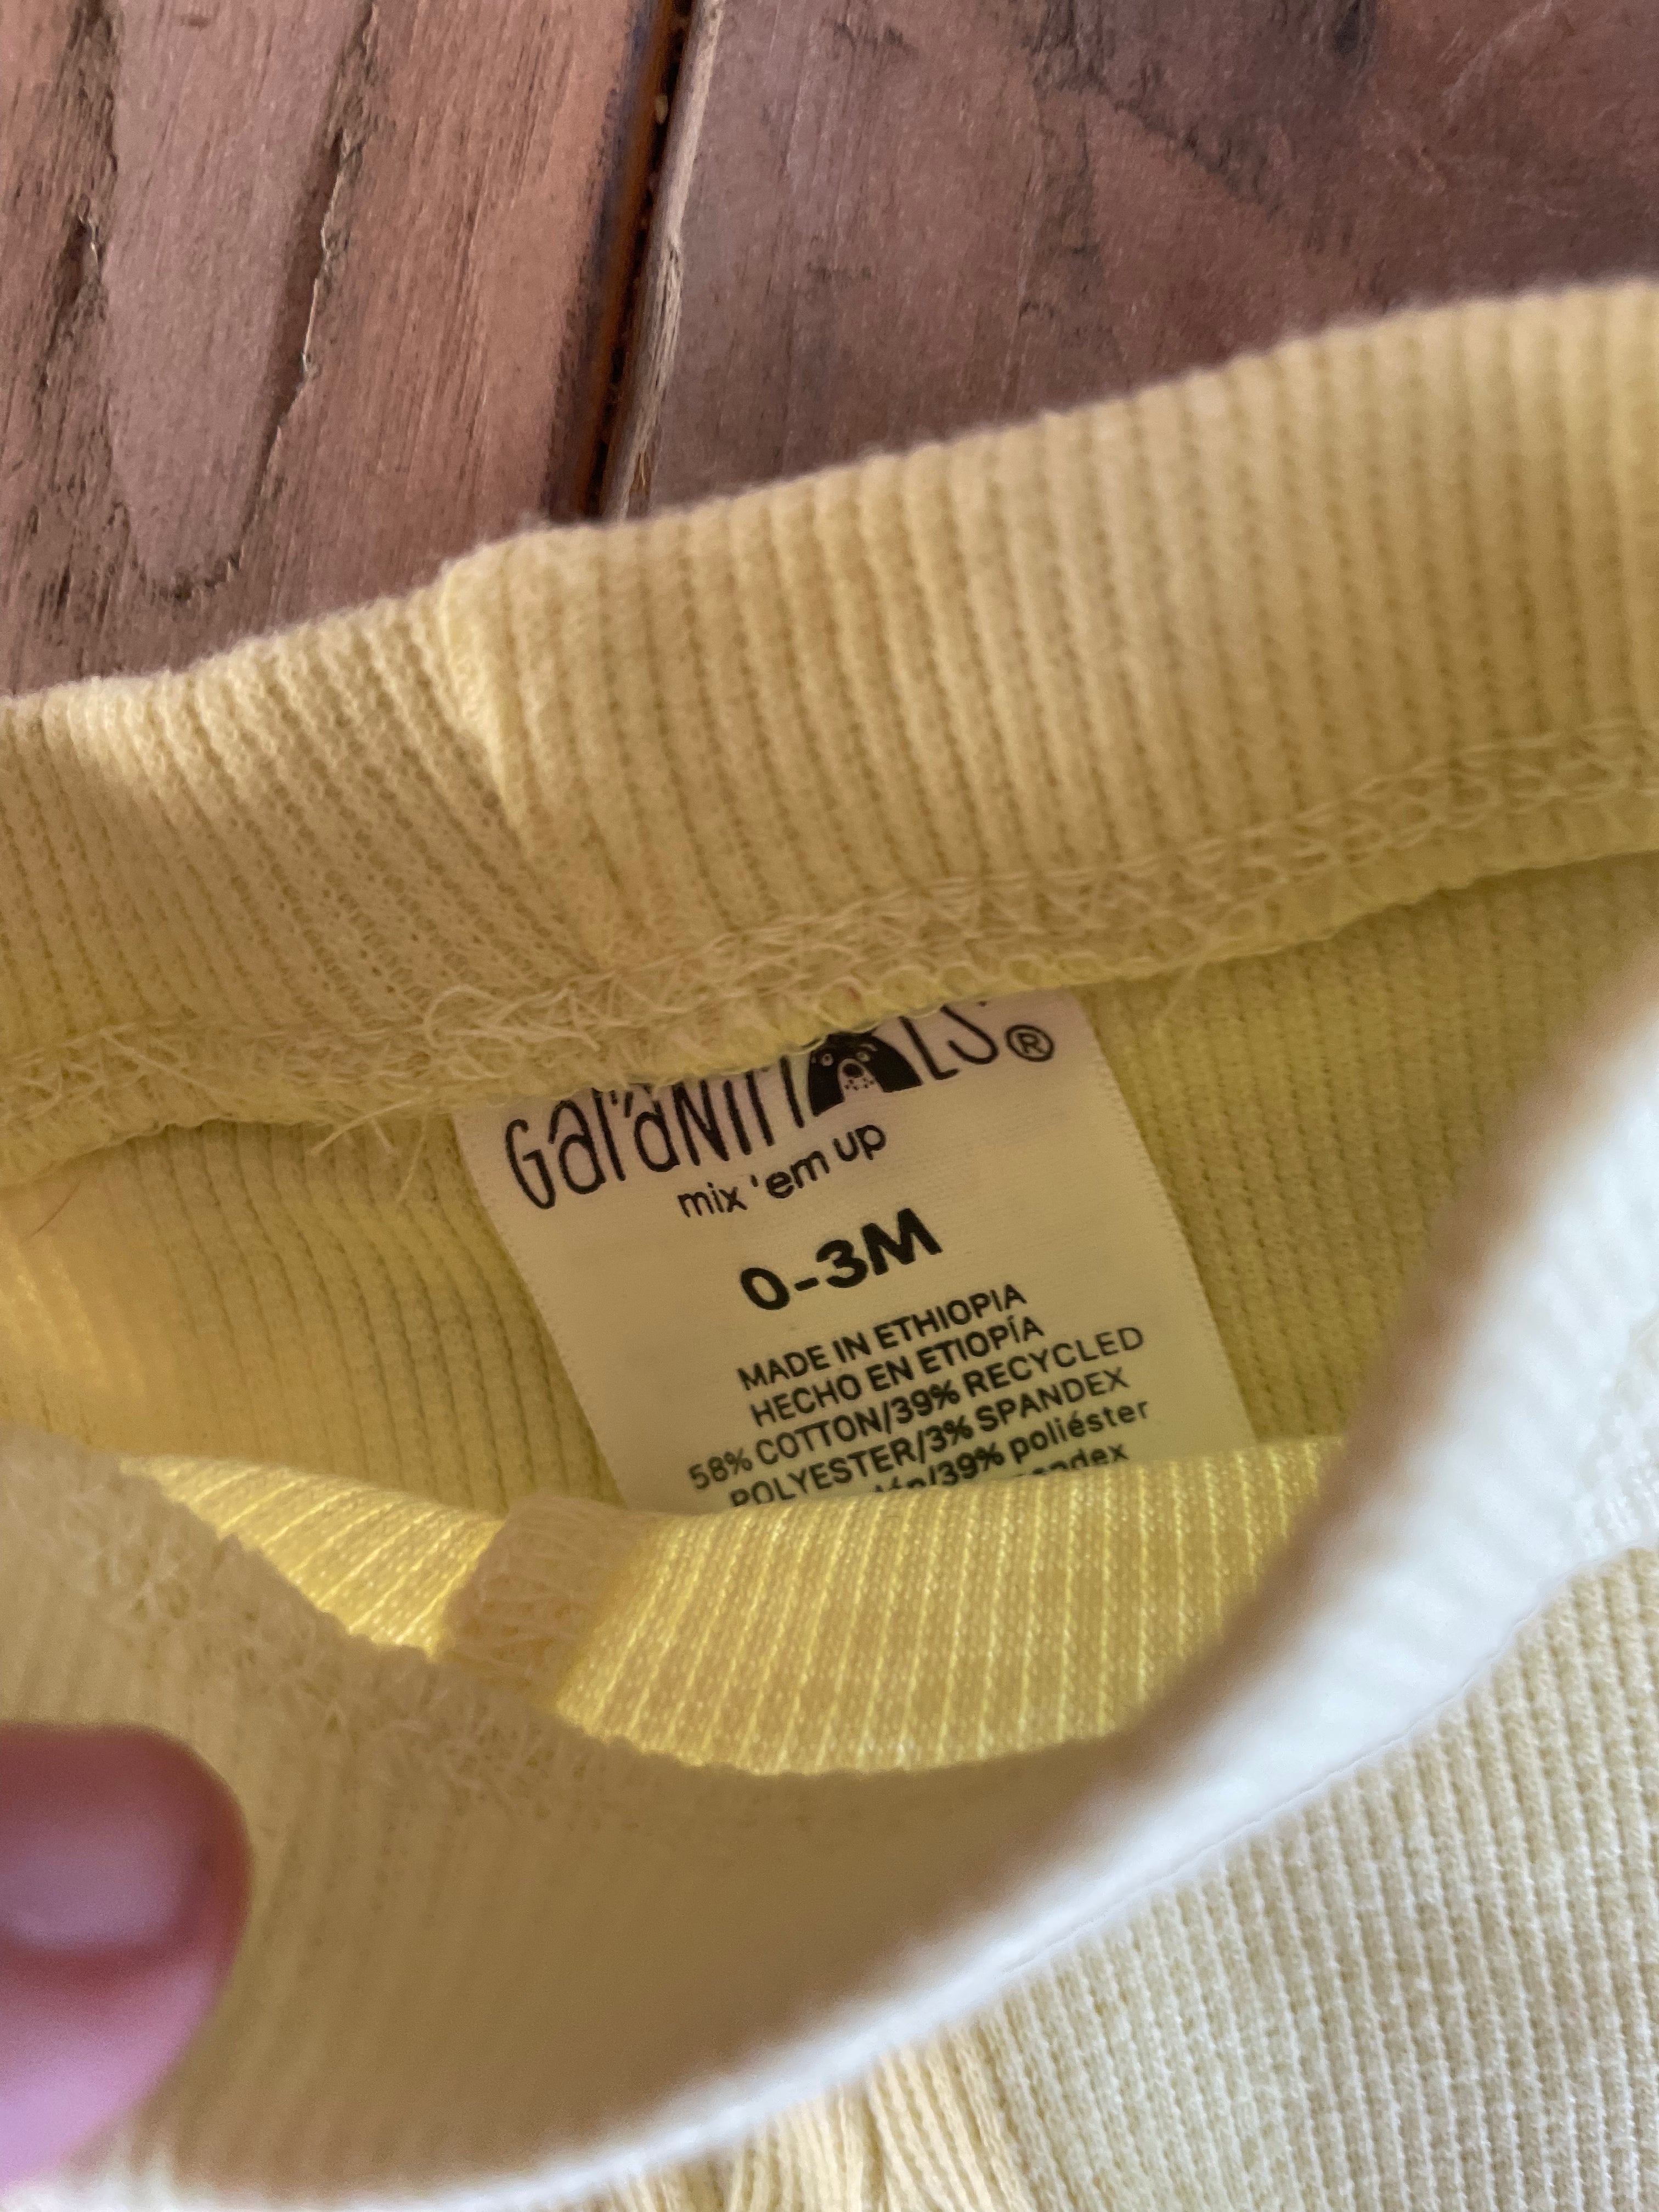 Garanimals®
mix 'em up
0-3M
MADE IN ETHIOPIA
HECHO EN ETIOPÍA
58% COTTON/39% RECYCLED
POLYESTER/3% SPANDEX
/39% poliéster